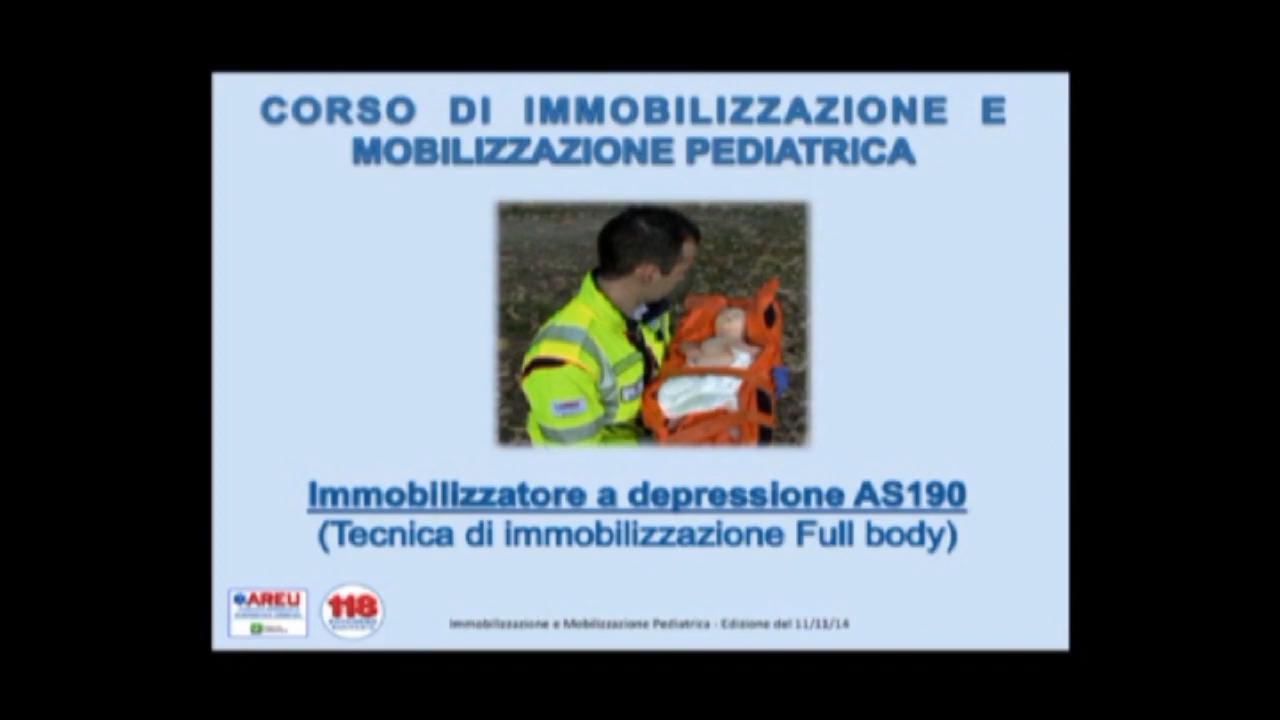 CORSO DI IMMOBILIZZAZIONE E
MOBILIZZAZIONE PEDIATRICA
Immobilizzatore a depressione AS190
(Tecnica di immobilizzazione Full body)
AREU
118
Immobilizzazione e Mobilizzazione Pediatrica - Edizione del 11/11/14